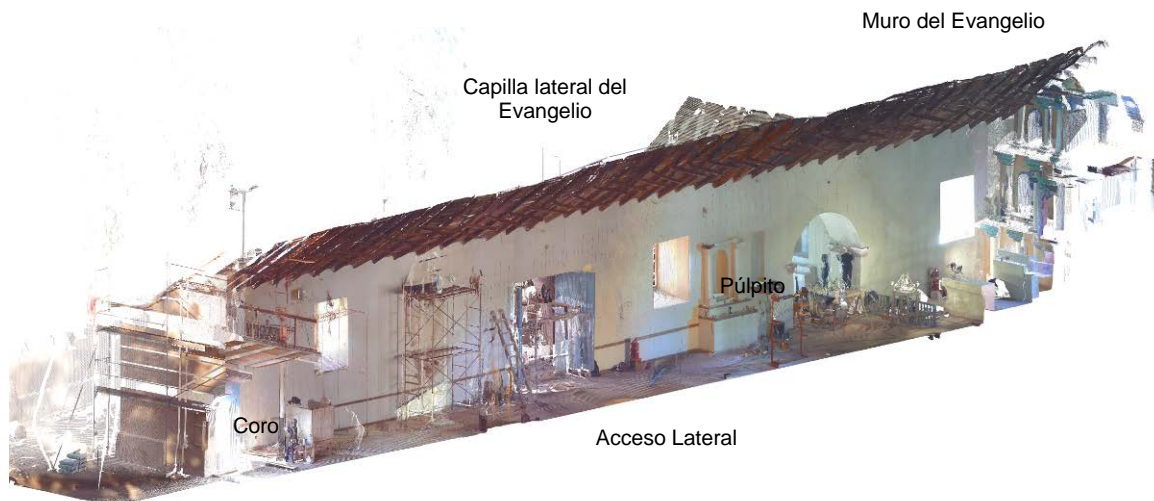 Muro del Evangelio
Capilla lateral del
Evangelio
Púlpito
Coro
Acceso Lateral